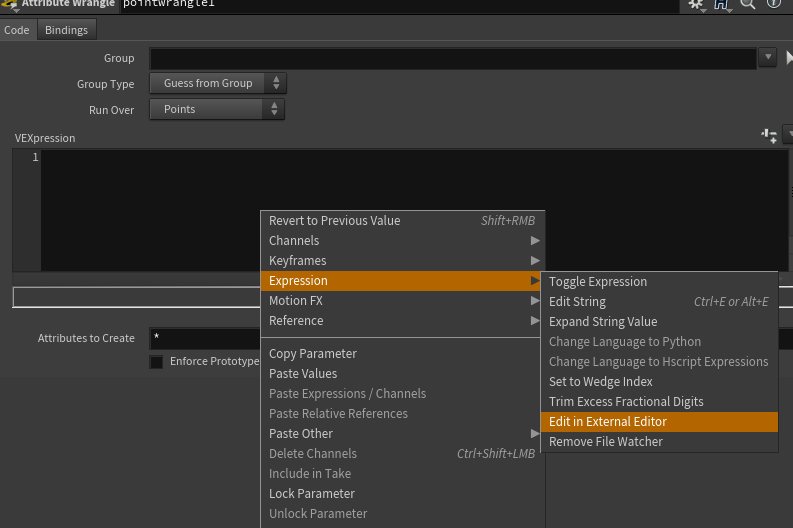 Attribute Wrangle pointwrangle1
Code Bindings
Group
Group Type Guess from Group
Run Over Points
VEXpression
1
Revert to Previous Value Shift+RMB
Channels
Keyframes
Expression
Motion FX
Reference
Copy Parameter
Paste Values
Paste Expressions / Channels
Paste Relative References
Paste Other
Delete Channels Ctrl+Shift+LMB
Include in Take
Lock Parameter
Unlock Parameter
Toggle Expression
Edit String Ctrl+E or Alt+E
Expand String Value
Change Language to Python
Change Language to Hscript Expressions
Set to Wedge Index
Trim Excess Fractional Digits
Edit in External Editor
Remove File Watcher
Attributes to Create *
Enforce Prototype